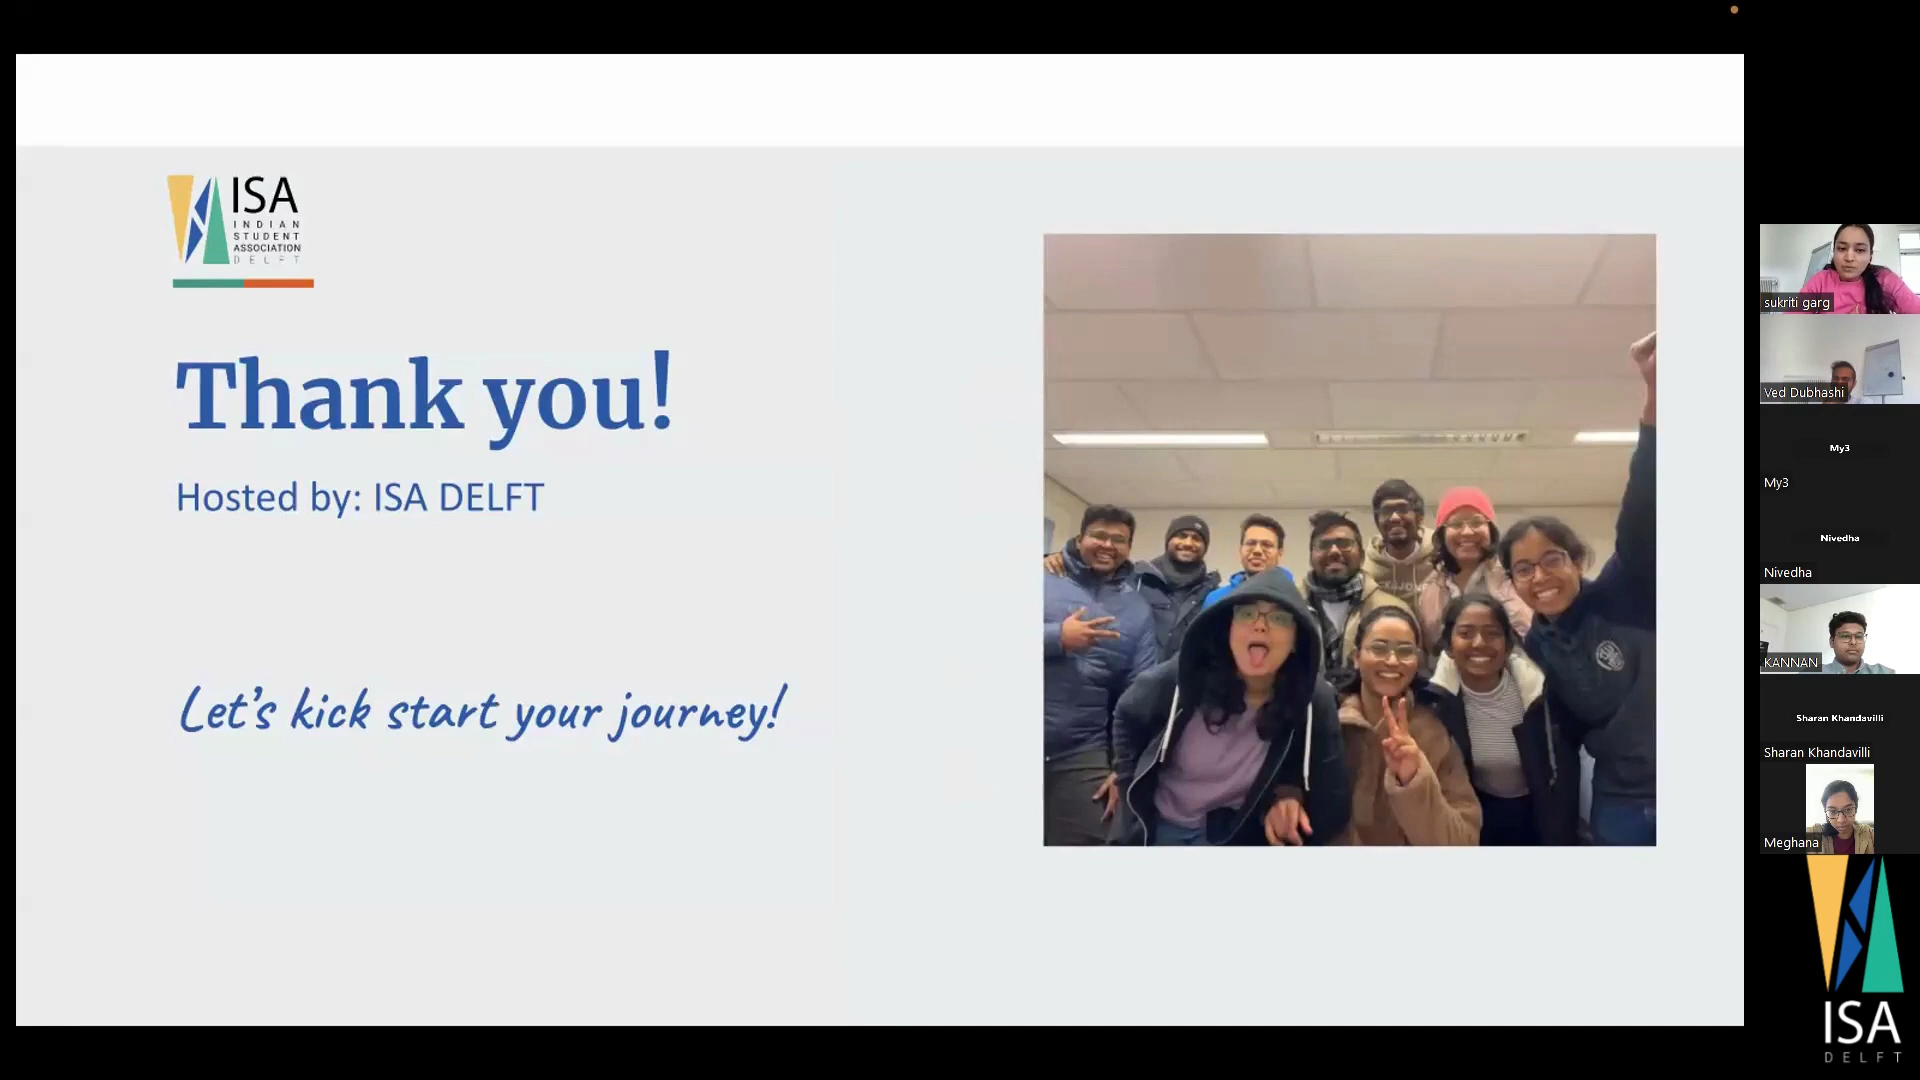 ISA
INDIAN
STUDENT
ASSOCIATION
DELFT
Thank you!
Hosted by: ISA DELFT
Let's kick start your journey!
sukriti garg
Ved Dubhashi
My3
My3
Nivedha
Nivedha
KANNAN
Sharan Khandavilli
Sharan Khandavilli
Meghana
ISA
DELFT